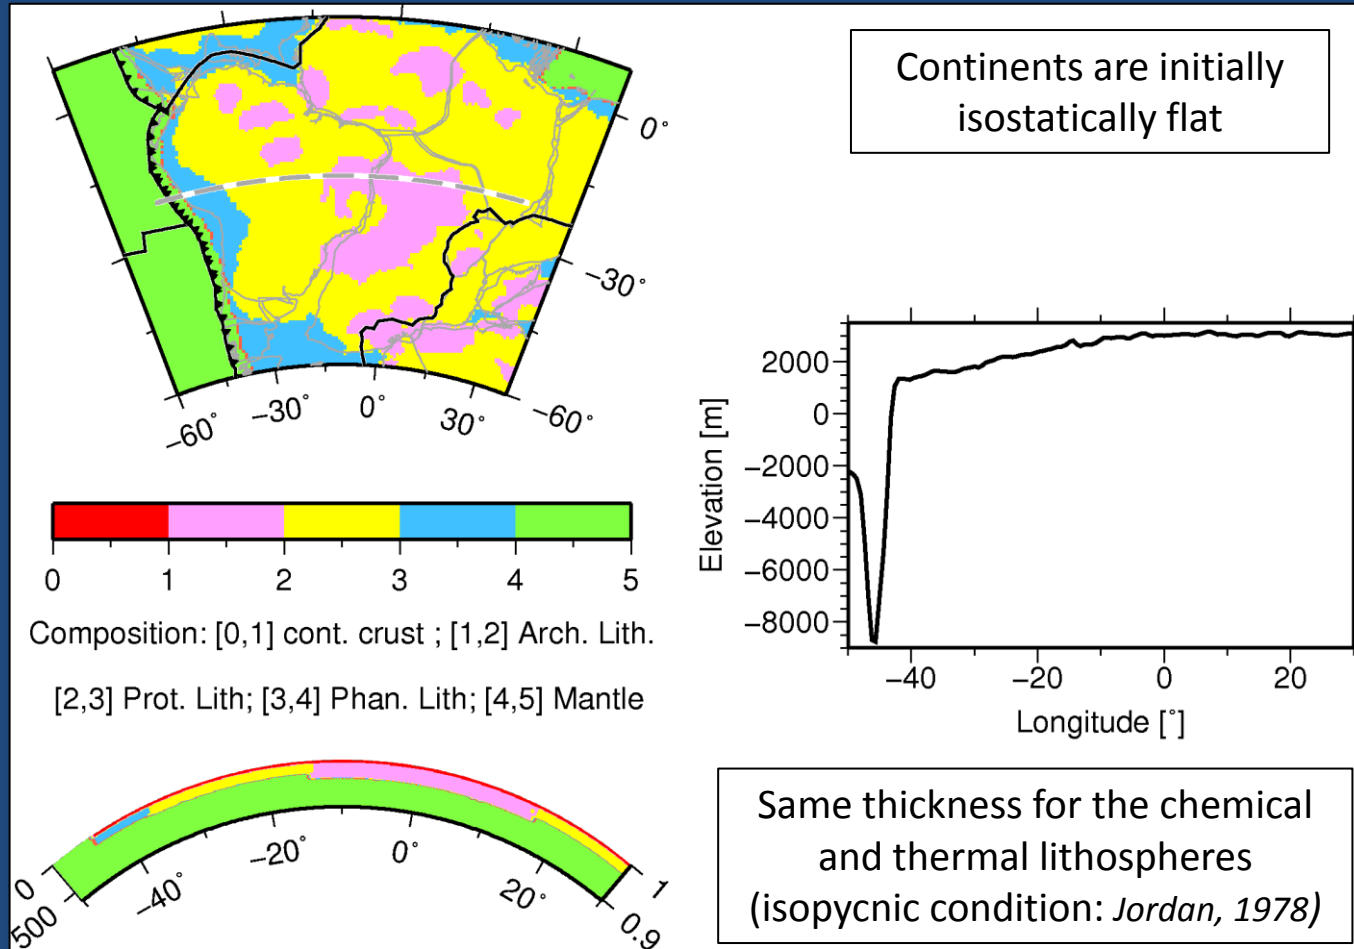 Continents are initially
isostatically flat
0°
−30°
−60°
−30°
0°
30°
−60°
0 1 2 3 4 5
Composition: [0,1] cont. crust ; [1,2] Arch. Lith.
[2,3] Prot. Lith; [3,4] Phan. Lith; [4,5] Mantle
0
500
−40°
−20°
0°
20°
1
0.9
Elevation [m]
2000
0
−2000
−4000
−6000
−8000
−40 −20 0 20
Longitude [°]
Same thickness for the chemical
and thermal lithospheres
(isopycnic condition: Jordan, 1978)